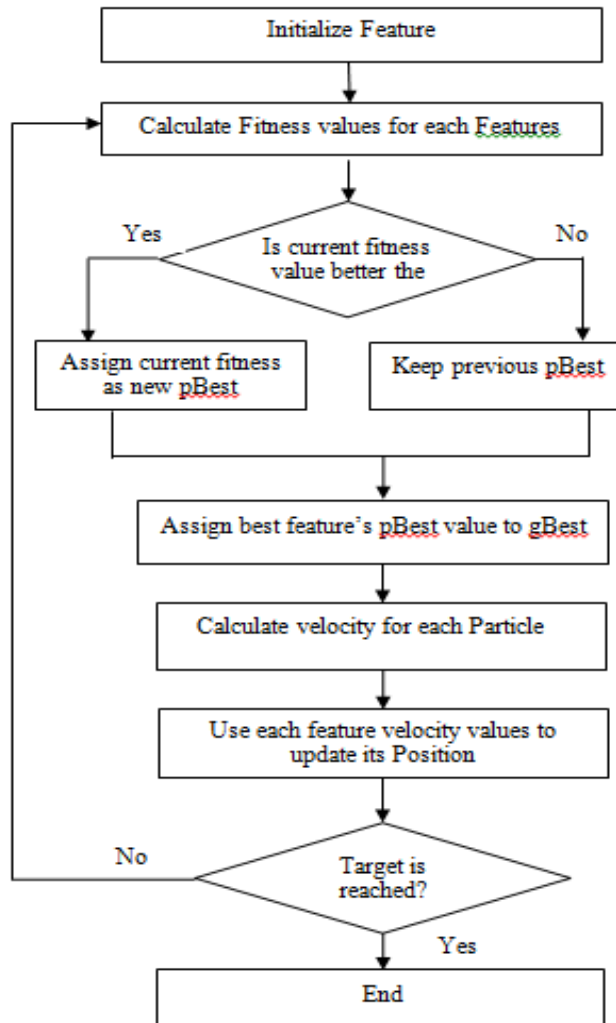 Initialize Feature
Calculate Fitness values for each Features
Yes
No
Is current fitness
value better the
Assign current fitness
as new pBest
Keep previous pBest
Assign best feature's pBest value to gBest
Calculate velocity for each Particle
Use each feature velocity values to
update its Position
No
Target is
reached?
Yes
End